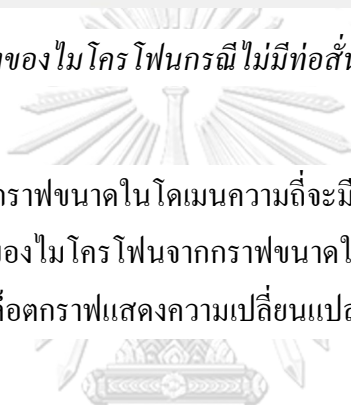 ของไมโครโฟนกรณีไม่มีท่อสั่น
กราฟขนาดในโดเมนความถี่จะมี
ของไมโครโฟนจากกราฟขนาดใ
ล็อตกราฟแสดงความเปลี่ยนแปล